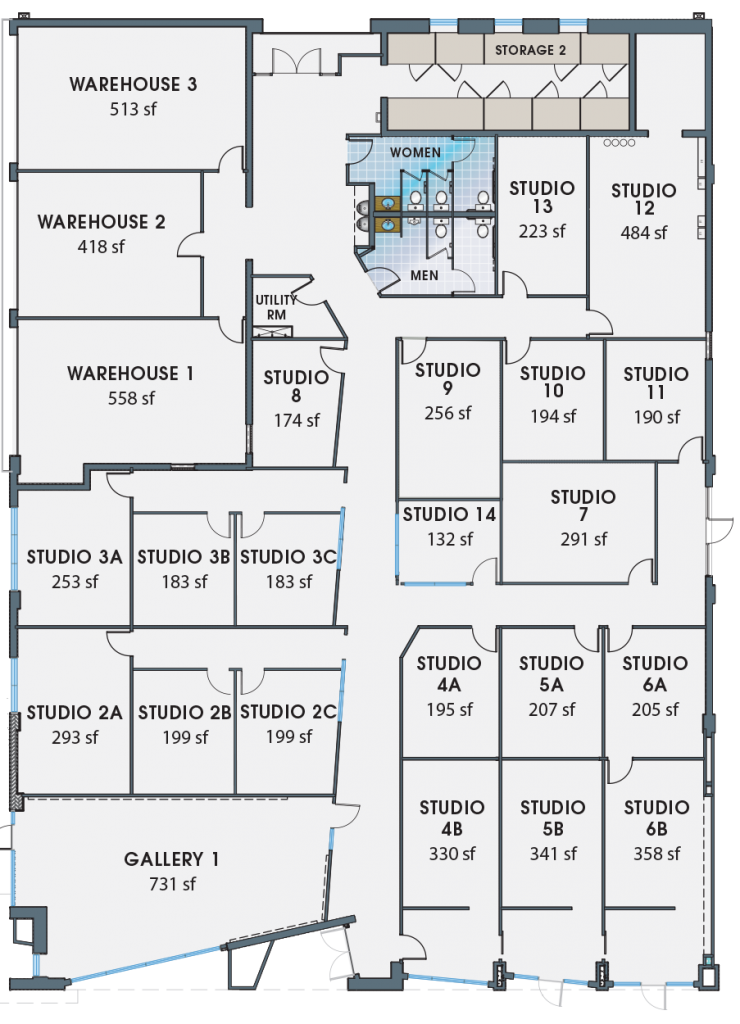 STORAGE 2
WAREHOUSE 3
513 sf
WOMEN
STUDIO
13
223 sf
STUDIO
12
484 sf
WAREHOUSE 2
418 sf
MEN
UTILITY
RM
WAREHOUSE 1
558 sf
STUDIO
8
174 sf
STUDIO
9
256 sf
STUDIO
10
194 sf
STUDIO
11
190 sf
STUDIO 14
132 sf
STUDIO
7
291 sf
STUDIO 3A
253 sf
STUDIO 3B
183 sf
STUDIO 3C
183 sf
STUDIO
4A
195 sf
STUDIO
5A
207 sf
STUDIO
6A
205 sf
STUDIO 2A
293 sf
STUDIO 2B
199 sf
STUDIO 2C
199 sf
STUDIO
4B
330 sf
STUDIO
5B
341 sf
STUDIO
6B
358 sf
GALLERY 1
731 sf